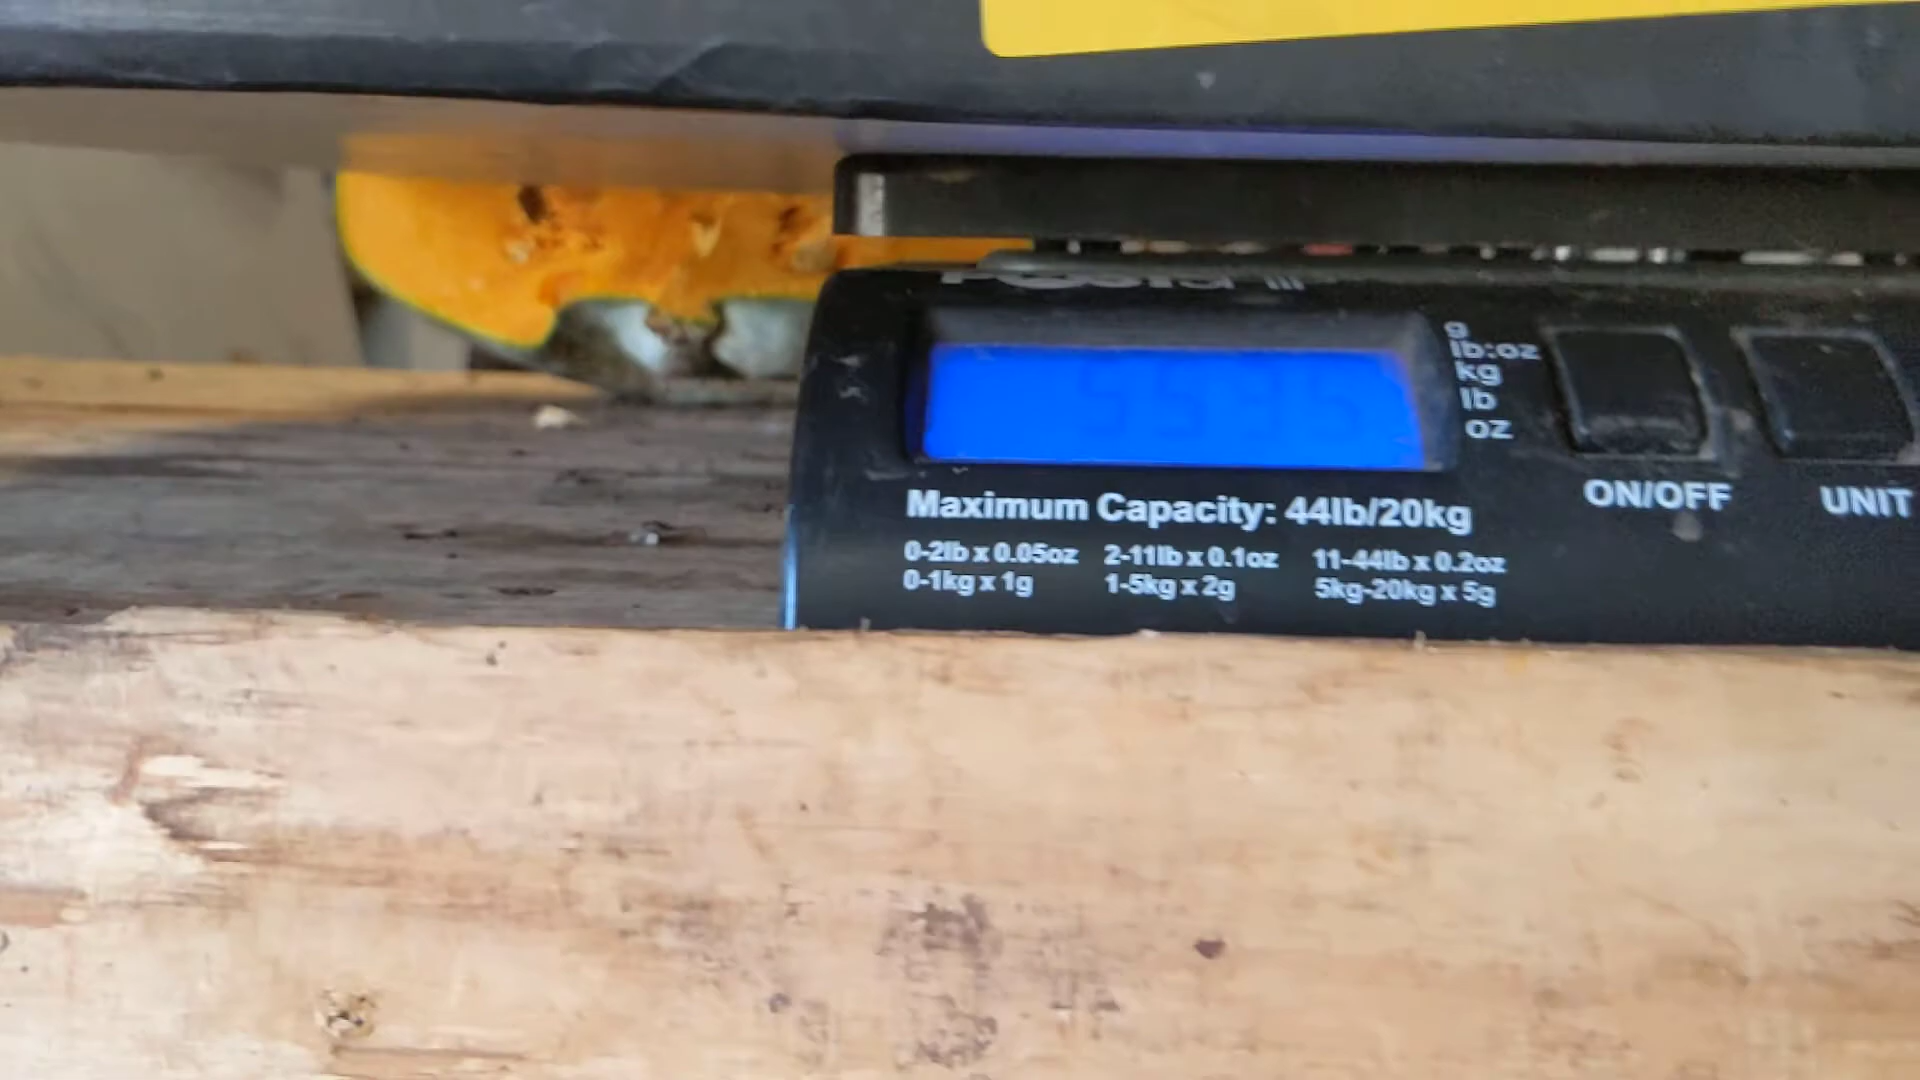 5535
g
lb:oz
kg
lb
oz
ON/OFF
UNIT
Maximum Capacity: 44lb/20kg
0-2lb x 0.05oz 2-11lb x 0.1oz 11-44lb x 0.2oz
0-1kg x 1g 1-5kg x 2g 5kg-20kg x 5g